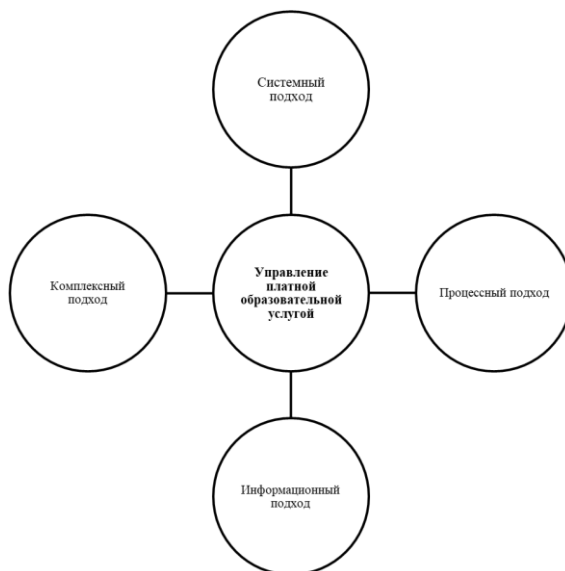 Системный
подход
Комплексный
подход
Управление
платной
образовательной
услугой
Процессный подход
Информационный
подход